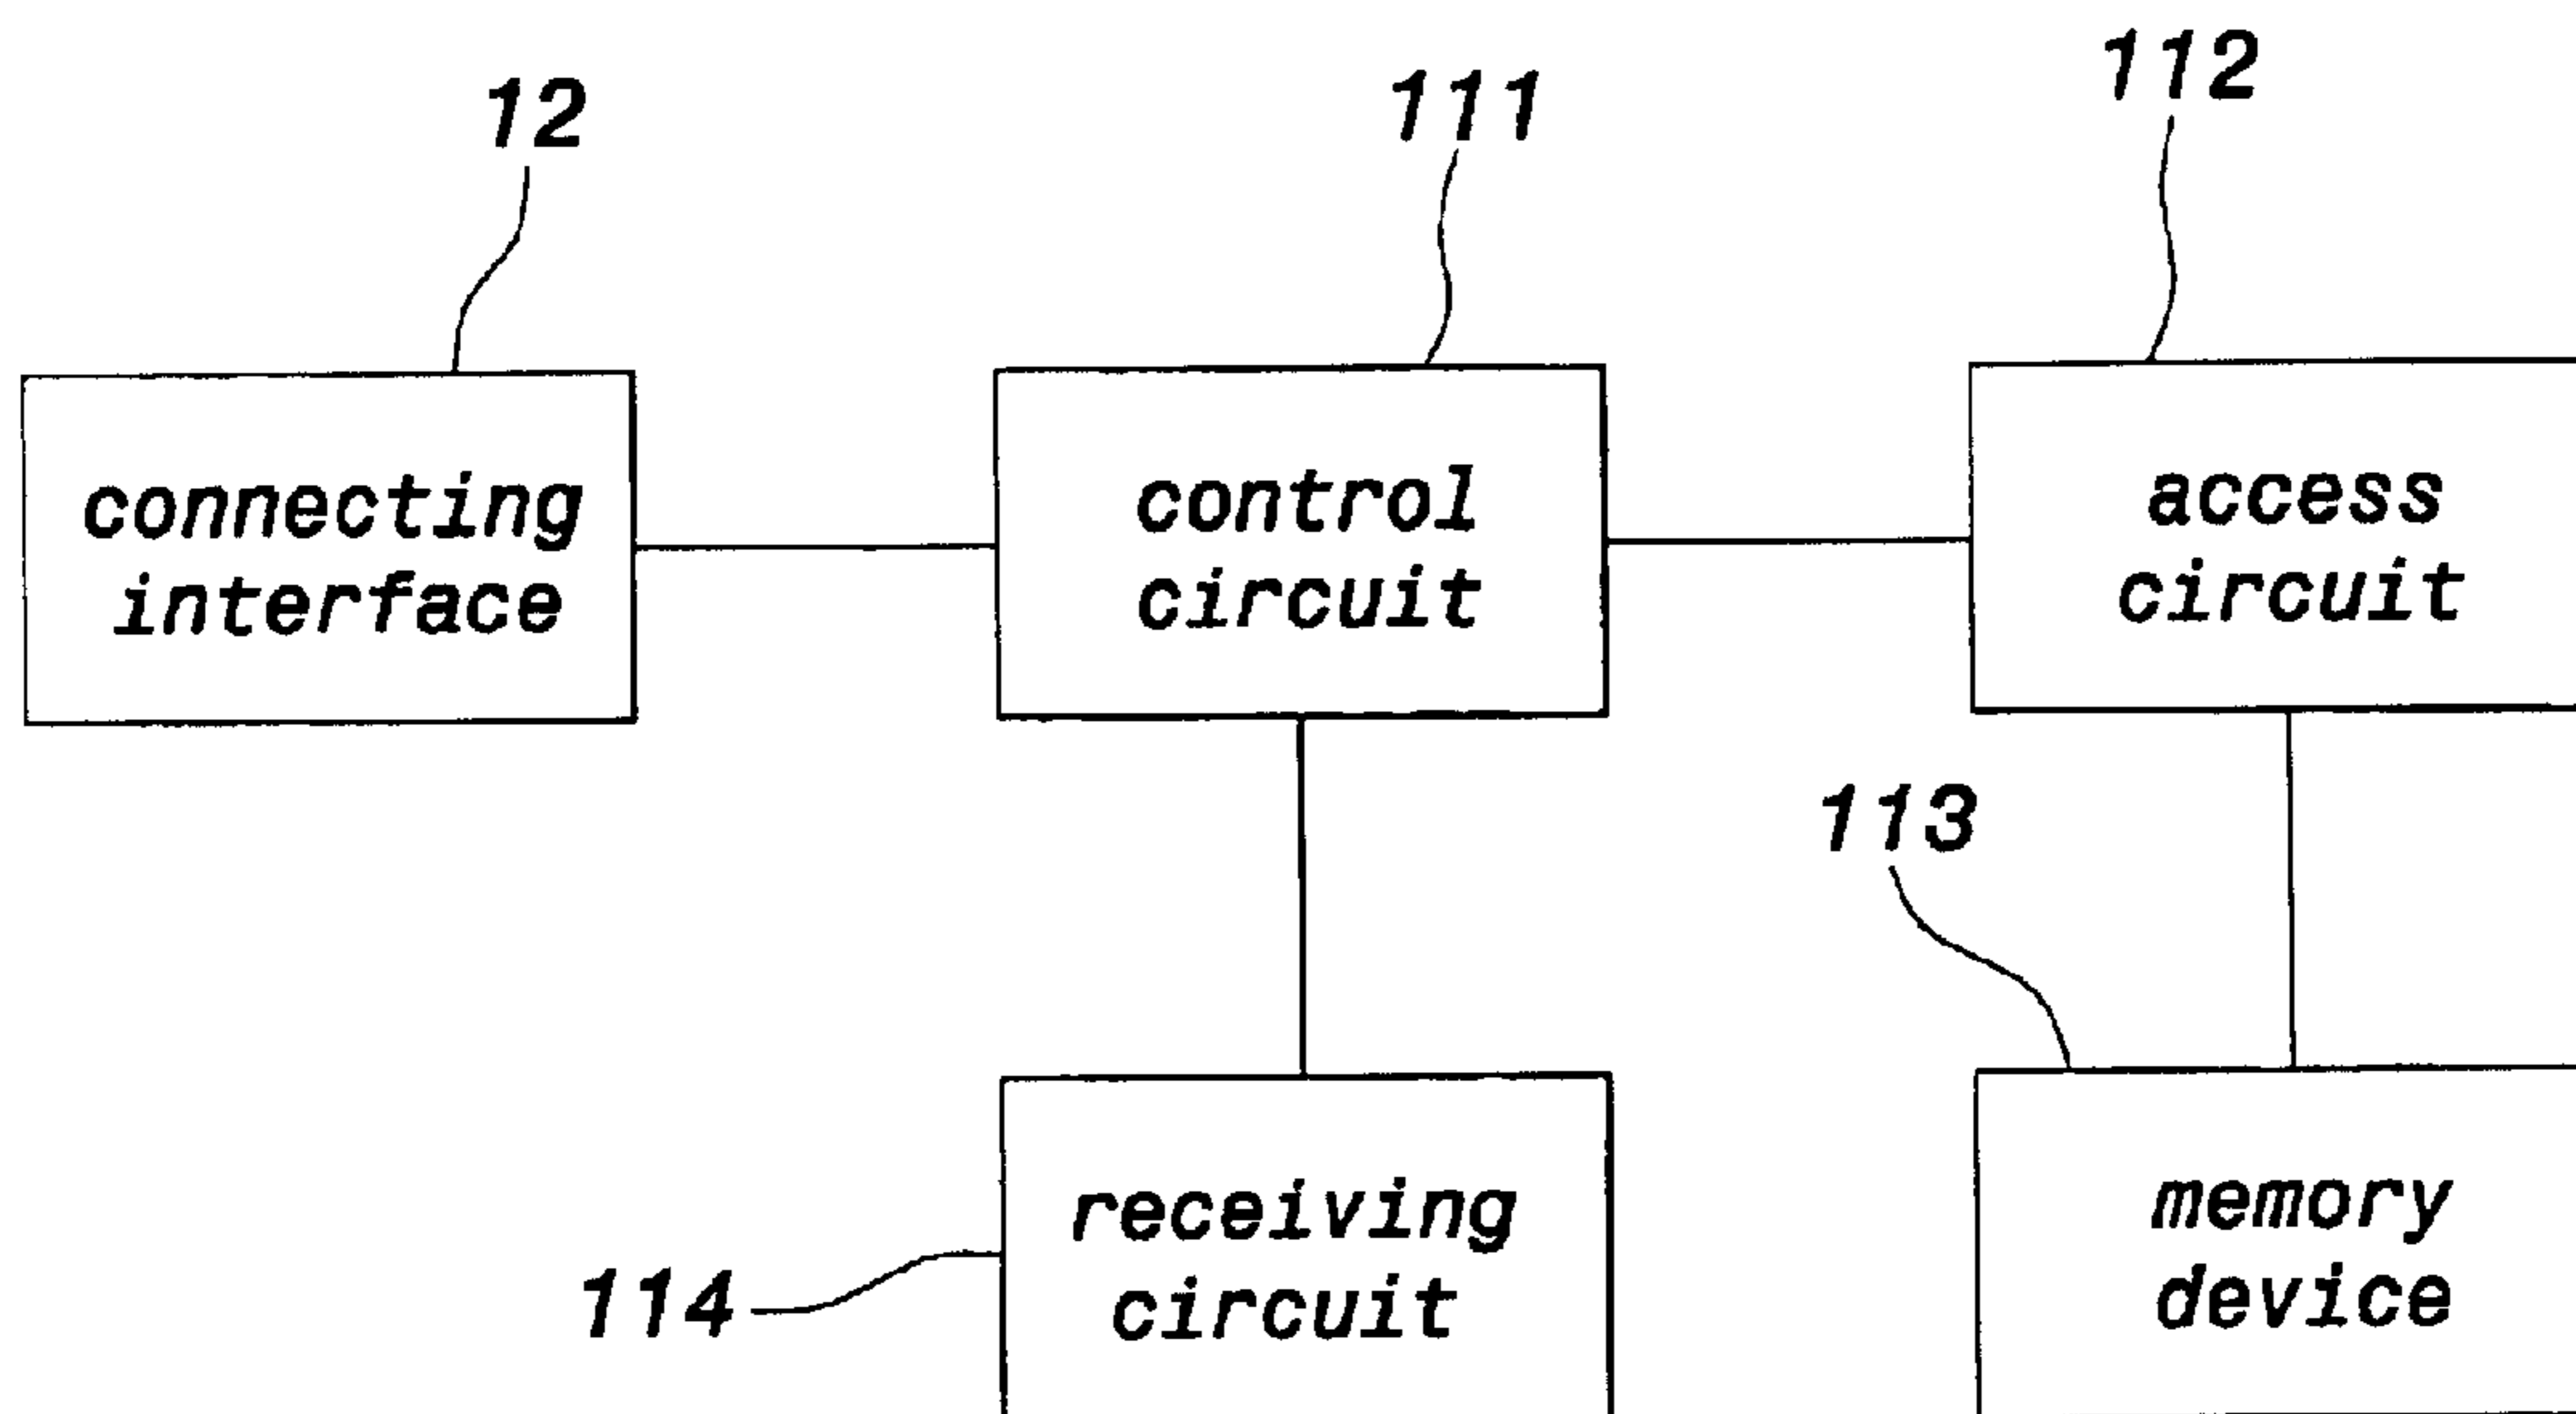 12
111
112
connecting
interface
control
circuit
access
circuit
113
receiving
circuit
114
memory
device